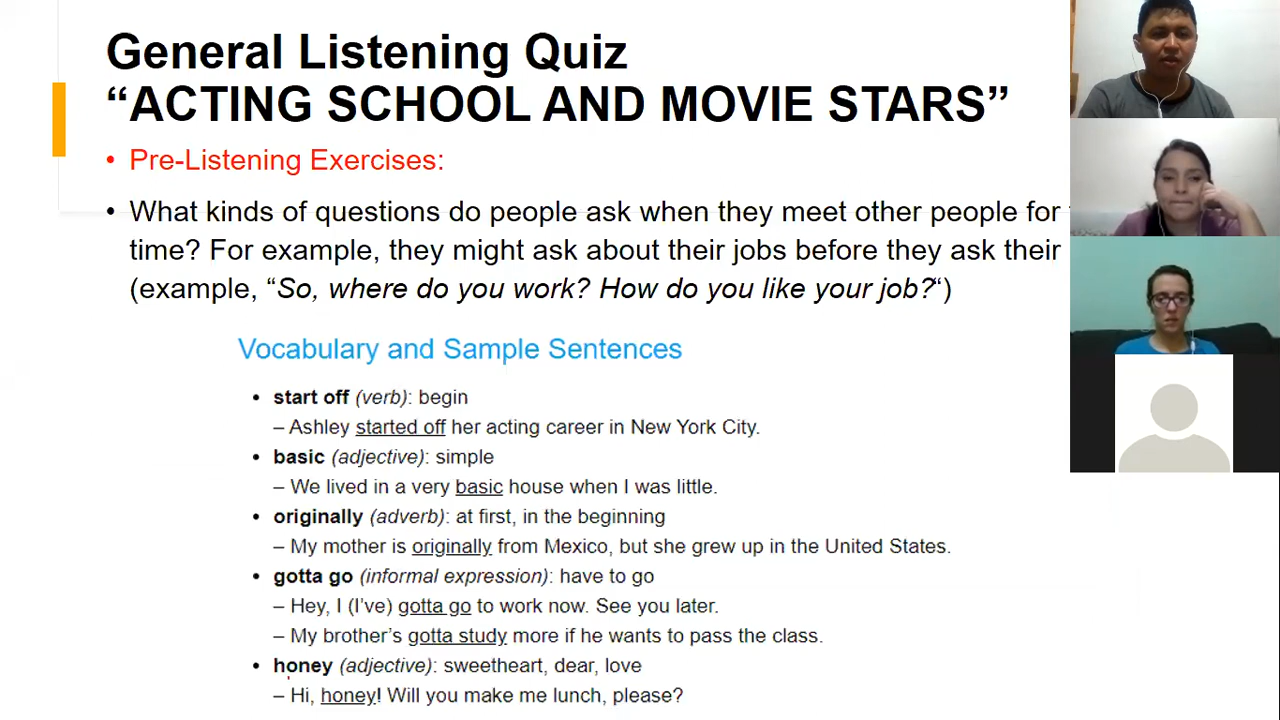 General Listening Quiz
“ACTING SCHOOL AND MOVIE STARS”
• Pre-Listening Exercises:
• What kinds of questions do people ask when they meet other people for
time? For example, they might ask about their jobs before they ask their
(example, “So, where do you work? How do you like your job?“)
Vocabulary and Sample Sentences
• start off (verb): begin
– Ashley started off her acting career in New York City.
• basic (adjective): simple
– We lived in a very basic house when I was little.
• originally (adverb): at first, in the beginning
– My mother is originally from Mexico, but she grew up in the United States.
• gotta go (informal expression): have to go
– Hey, I (I’ve) gotta go to work now. See you later.
– My brother’s gotta study more if he wants to pass the class.
• honey (adjective): sweetheart, dear, love
– Hi, honey! Will you make me lunch, please?